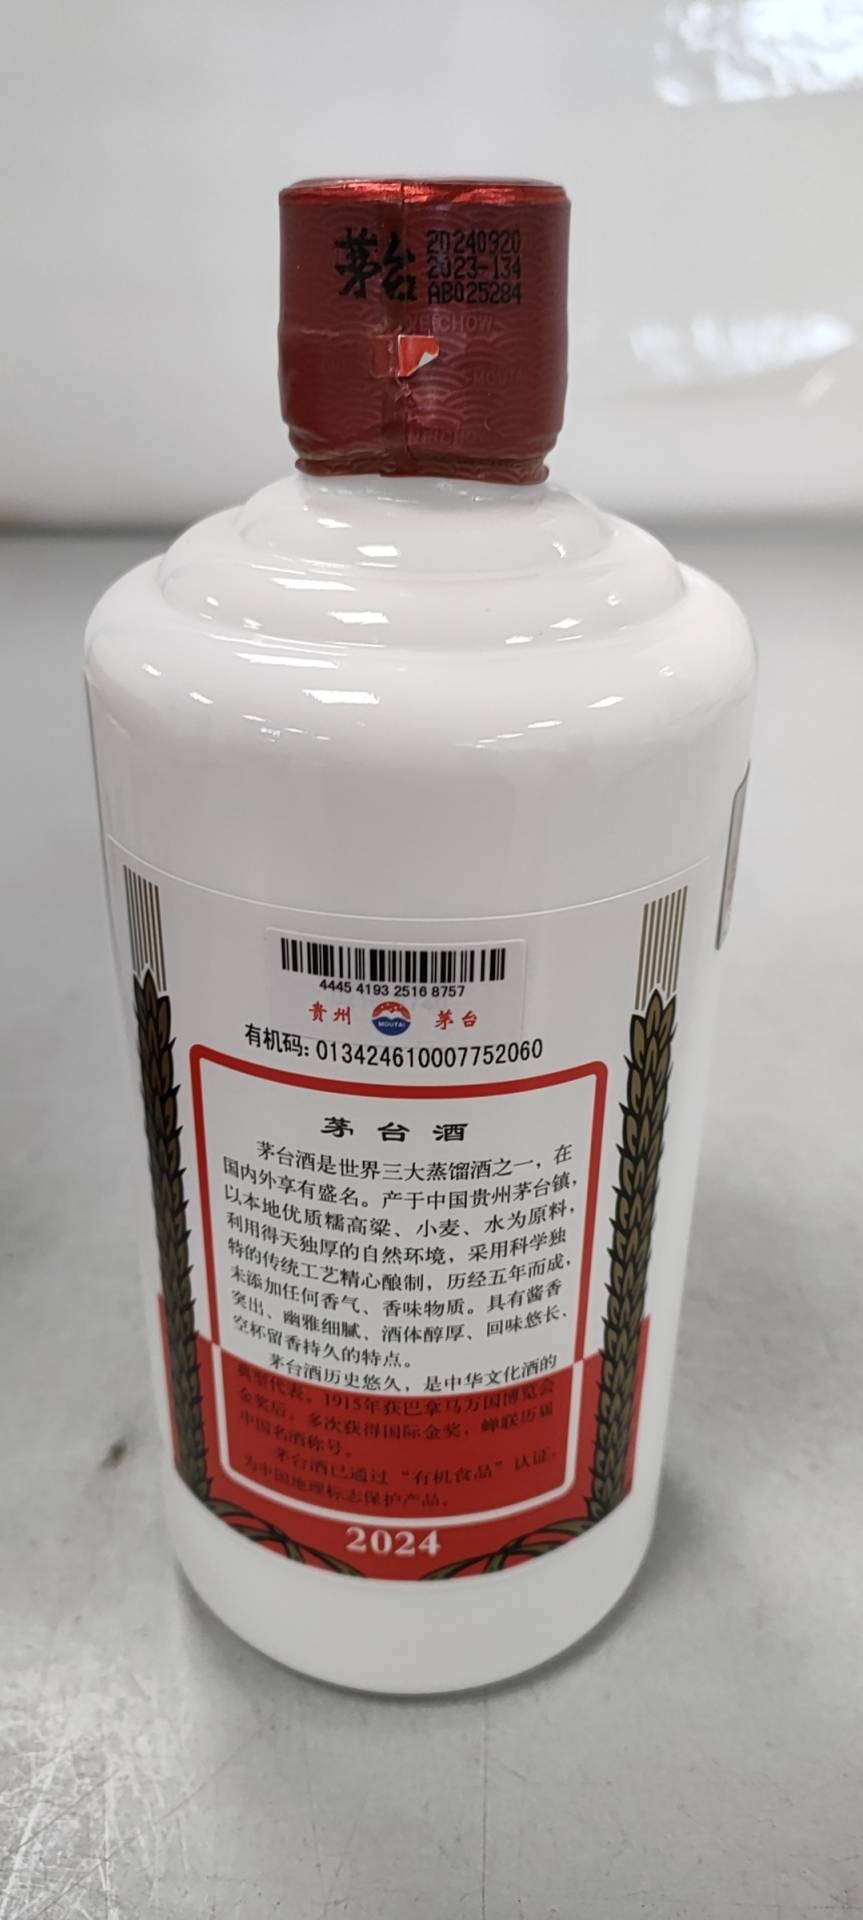 茅台
20240920
2023-134
AB025284
WEICHOW
MOUTAI
4445 4193 2516 8757
贵州
MOUTAI
茅台
有机码: 013424610007752060
茅台酒
茅台酒是世界三大蒸馏酒之一，在
国内外享有盛名。产于中国贵州茅台镇，
以本地优质糯高粱、小麦、水为原料，
利用得天独厚的自然环境，采用科学独
特的传统工艺精心酿制，历经五年而成，
未添加任何香气、香味物质。具有酱香
突出、幽雅细腻、酒体醇厚、回味悠长、
空杯留香持久的特点。
茅台酒历史悠久，是中华文化酒的
典型代表。1915年获巴拿马万国博览会
金奖后，多次获得国际金奖，蝉联历届
中国名酒称号。
茅台酒已通过“有机食品”认证，
为中国地理标志保护产品。
2024